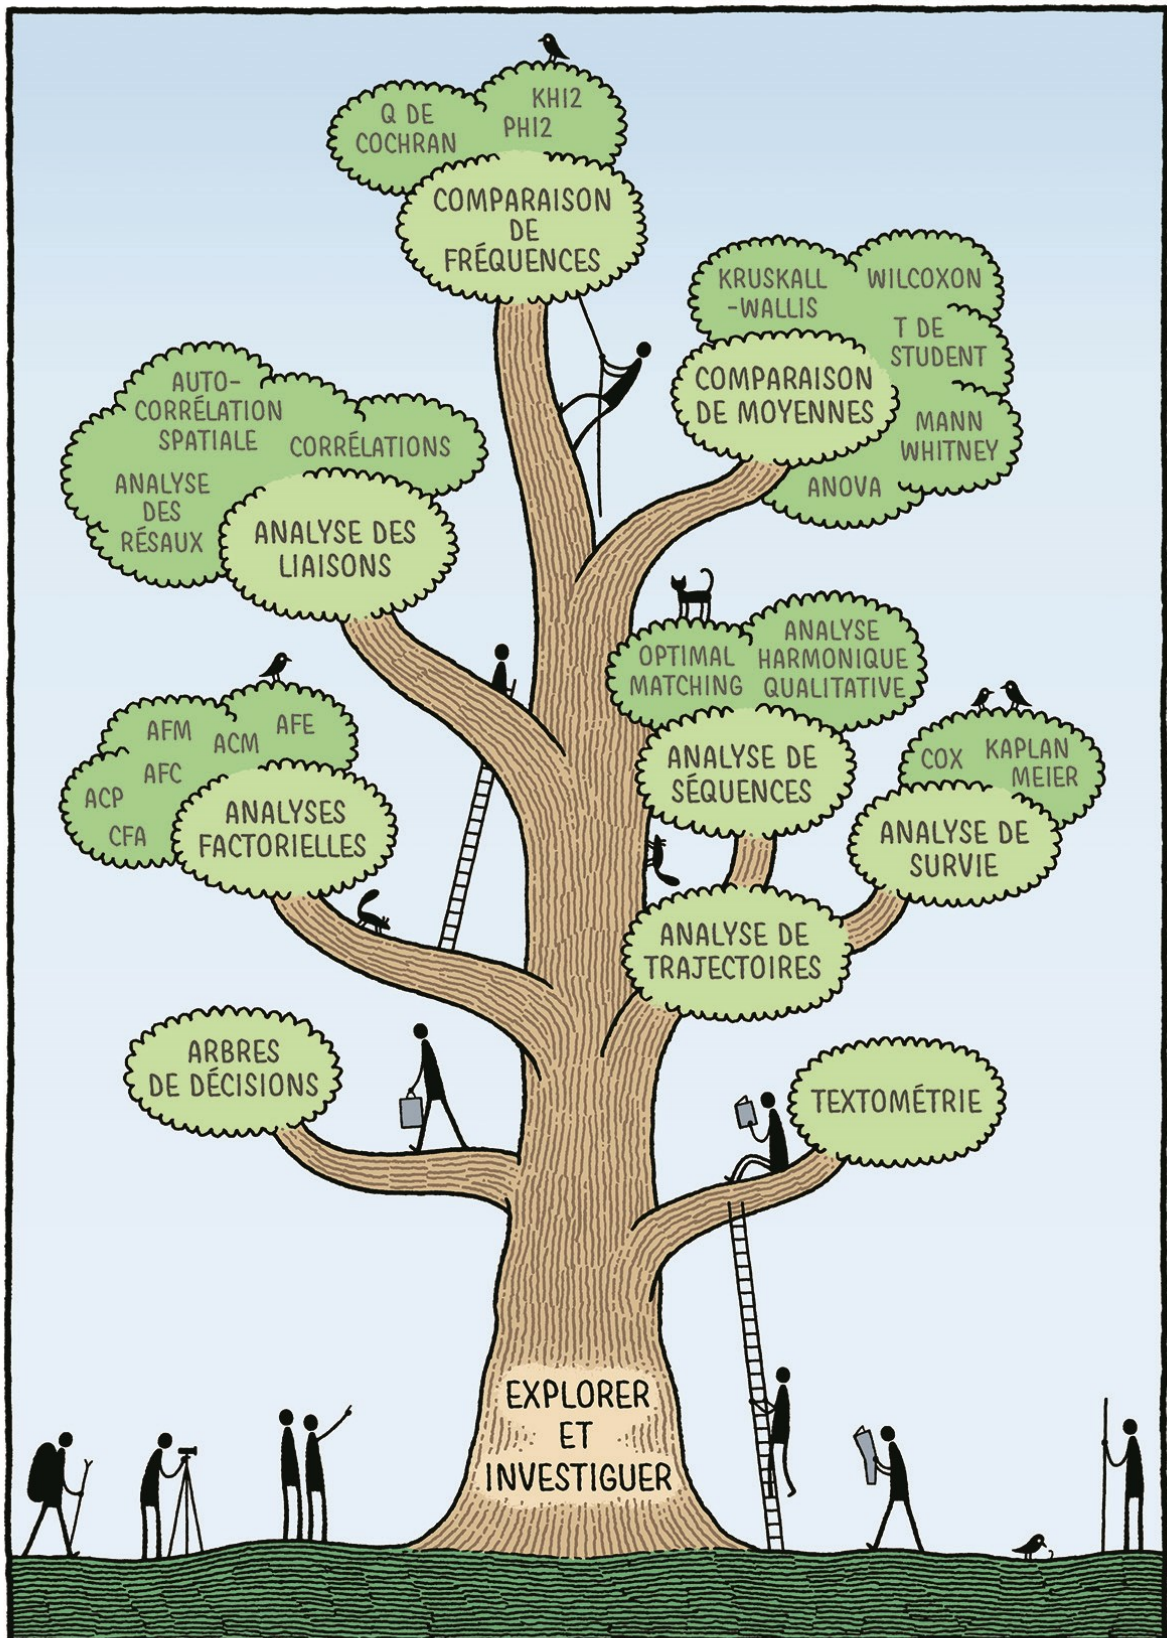 Q DE
COCHRAN
KHI2
PHI2
COMPARAISON
DE
FRÉQUENCES
KRUSKALL
-WALLIS
WILCOXON
T DE
STUDENT
COMPARAISON
DE MOYENNES
MANN
WHITNEY
ANOVA
AUTO-
CORRÉLATION
SPATIALE
CORRÉLATIONS
ANALYSE
DES
RÉSAUX
ANALYSE DES
LIAISONS
OPTIMAL
MATCHING
ANALYSE
HARMONIQUE
QUALITATIVE
ANALYSE DE
SÉQUENCES
COX
KAPLAN
MEIER
ANALYSE DE
SURVIE
ANALYSE DE
TRAJECTOIRES
AFM
ACM
AFE
AFC
ACP
CFA
ANALYSES
FACTORIELLES
ARBRES
DE DÉCISIONS
TEXTOMÉTRIE
EXPLORER
ET
INVESTIGUER